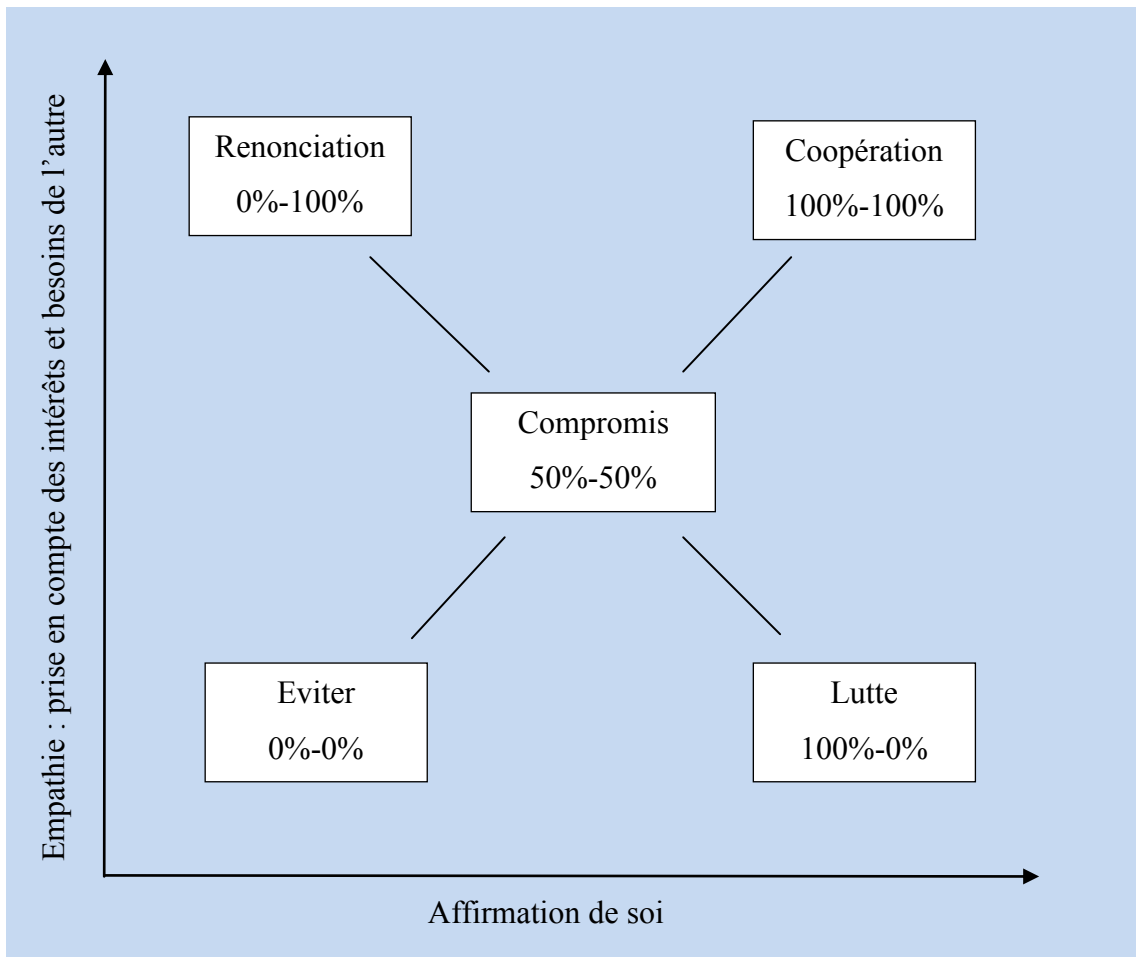 Empathie : prise en compte des intérêts et besoins de l’autre
Renonciation
0%-100%
Coopération
100%-100%
Compromis
50%-50%
Eviter
0%-0%
Lutte
100%-0%
Affirmation de soi